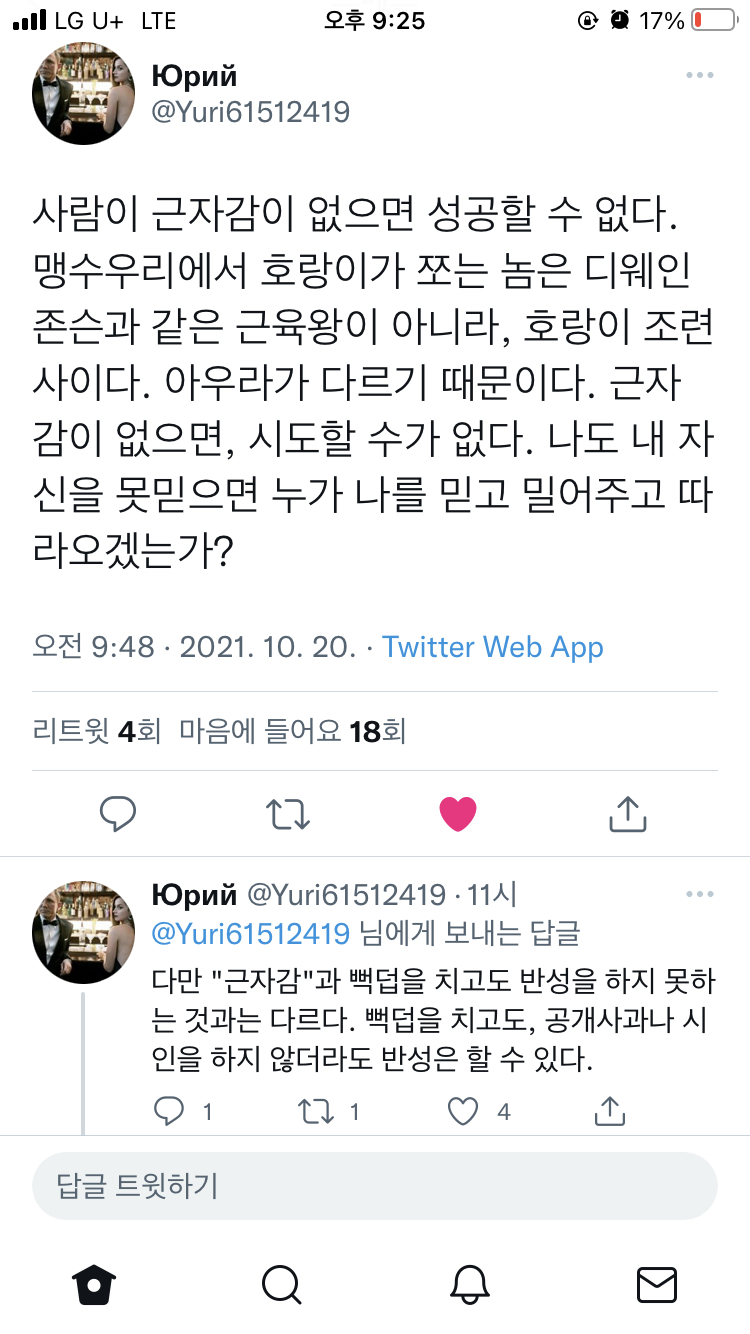 LG U+ LTE 오후 9:25 17%
Юрий
@Yuri61512419
사람이 근자감이 없으면 성공할 수 없다.
맹수우리에서 호랑이가 쪼는 놈은 디웨인
존슨과 같은 근육왕이 아니라, 호랑이 조련
사이다. 아우라가 다르기 때문이다. 근자
감이 없으면, 시도할 수가 없다. 나도 내 자
신을 못믿으면 누가 나를 믿고 밀어주고 따
라오겠는가?
오전 9:48 · 2021. 10. 20. · Twitter Web App
리트윗 4회 마음에 들어요 18회
Юрий @Yuri61512419 · 11시
@Yuri61512419 님에게 보내는 답글
다만 "근자감"과 뻑덥을 치고도 반성을 하지 못하
는 것과는 다르다. 뻑덥을 치고도, 공개사과나 시
인을 하지 않더라도 반성은 할 수 있다.
1 1 4
답글 트윗하기